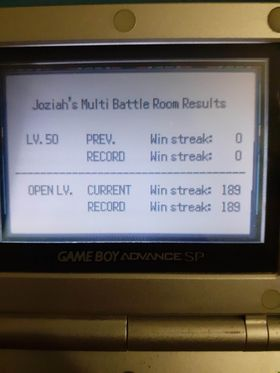 Joziah's Multi Battle Room Results
LV. 50 PREV. Win streak: 0
RECORD Win streak: 0
OPEN LV. CURRENT Win streak: 189
RECORD Win streak: 189
GAME BOY ADVANCE SP